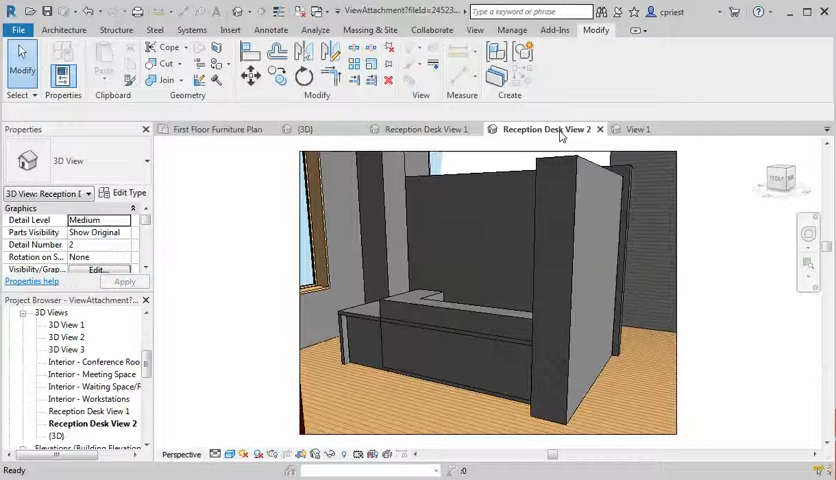 ViewAttachment?fileId=24523...
Type a keyword or phrase
cpriest
File
Architecture
Structure
Steel
Systems
Insert
Annotate
Analyze
Massing & Site
Collaborate
View
Manage
Add-Ins
Modify
Modify
Paste
Cope
Cut
Join
Select
Properties
Clipboard
Geometry
Modify
View
Measure
Create
Properties
First Floor Furniture Plan
{3D}
Reception Desk View 1
Reception Desk View 2
View 1
3D View
3D View: Reception [
Edit Type
Graphics
Detail Level Medium
Parts Visibility Show Original
Detail Number 2
Rotation on S... None
Visibility/Grap... Edit...
Properties help
Apply
Project Browser - ViewAttachment?...
3D Views
3D View 1
3D View 2
3D View 3
Interior - Conference Roo
Interior - Meeting Space
Interior - Waiting Space/F
Interior - Workstations
Reception Desk View 1
Reception Desk View 2
{3D}
Elevations (Building Elevation
FRONT
Perspective
Ready
:0